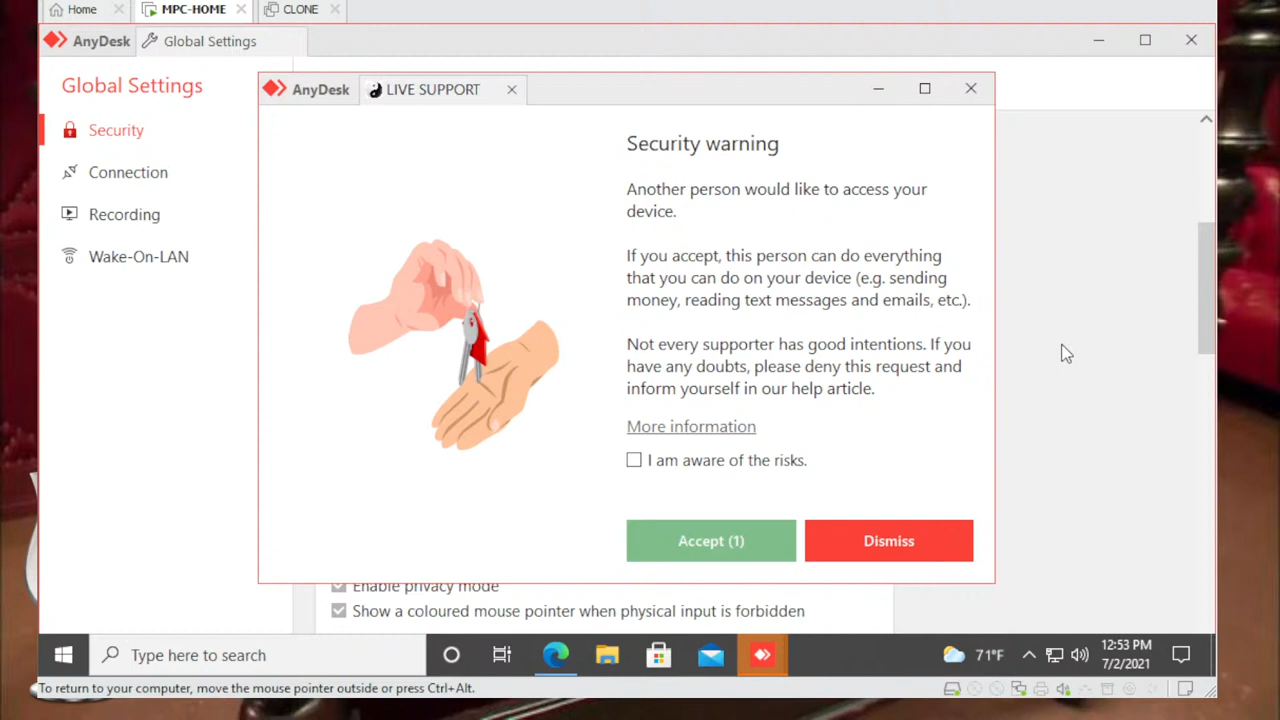 Home
MPC-HOME
CLONE
AnyDesk
Global Settings
Global Settings
Security
Connection
Recording
Wake-On-LAN
AnyDesk
LIVE SUPPORT
Security warning
Another person would like to access your
device.
If you accept, this person can do everything
that you can do on your device (e.g. sending
money, reading text messages and emails, etc.).
Not every supporter has good intentions. If you
have any doubts, please deny this request and
inform yourself in our help article.
More information
I am aware of the risks.
Accept (1)
Dismiss
Enable privacy mode
Show a coloured mouse pointer when physical input is forbidden
Type here to search
71°F
12:53 PM
7/2/2021
To return to your computer, move the mouse pointer outside or press Ctrl+Alt.